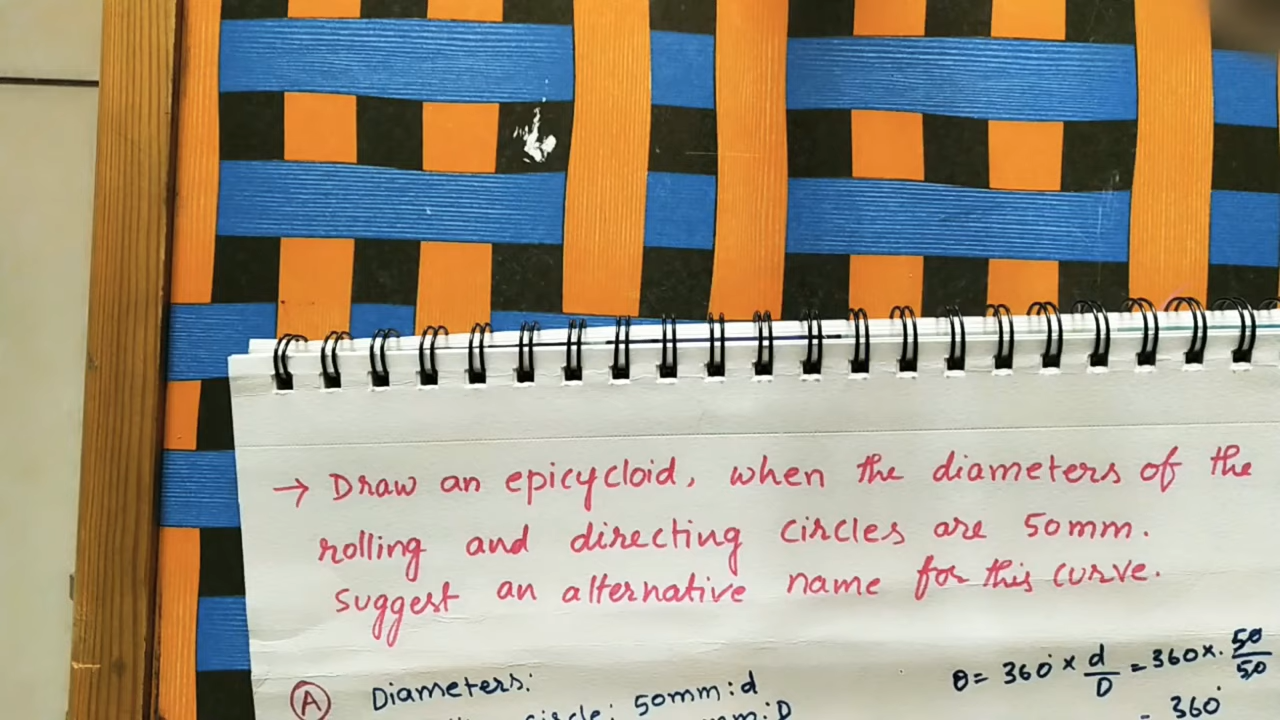 → Draw an epicycloid, when the diameters of the
rolling and directing circles are 50mm.
suggest an alternative name for this curve.
A Diameters:
circle: 50mm:d
mm:D
θ = 360° × d/D = 360×. 50/50
= 360°